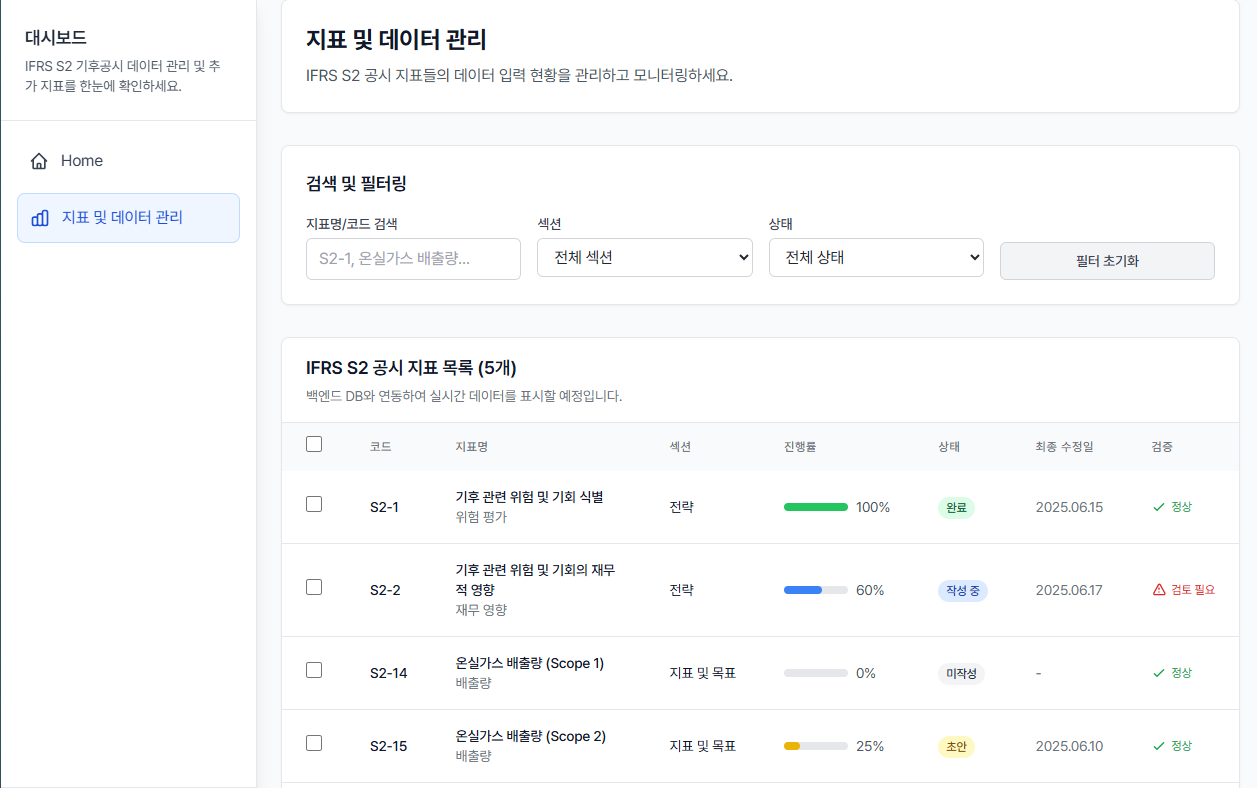 대시보드
IFRS S2 기후공시 데이터 관리 및 추
가 지표를 한눈에 확인하세요.
Home
지표 및 데이터 관리
지표 및 데이터 관리
IFRS S2 공시 지표들의 데이터 입력 현황을 관리하고 모니터링하세요.
검색 및 필터링
지표명/코드 검색
섹션
상태
S2-1, 온실가스 배출량...
전체 섹션
전체 상태
필터 초기화
IFRS S2 공시 지표 목록 (5개)
백엔드 DB와 연동하여 실시간 데이터를 표시할 예정입니다.
코드 지표명 섹션 진행률 상태 최종 수정일 검증
S2-1 기후 관련 위험 및 기회 식별 전략 100% 완료 2025.06.15 정상
위험 평가
S2-2 기후 관련 위험 및 기회의 재무 전략 60% 작성 중 2025.06.17 검토 필요
적 영향
재무 영향
S2-14 온실가스 배출량 (Scope 1) 지표 및 목표 0% 미작성 - 정상
배출량
S2-15 온실가스 배출량 (Scope 2) 지표 및 목표 25% 초안 2025.06.10 정상
배출량